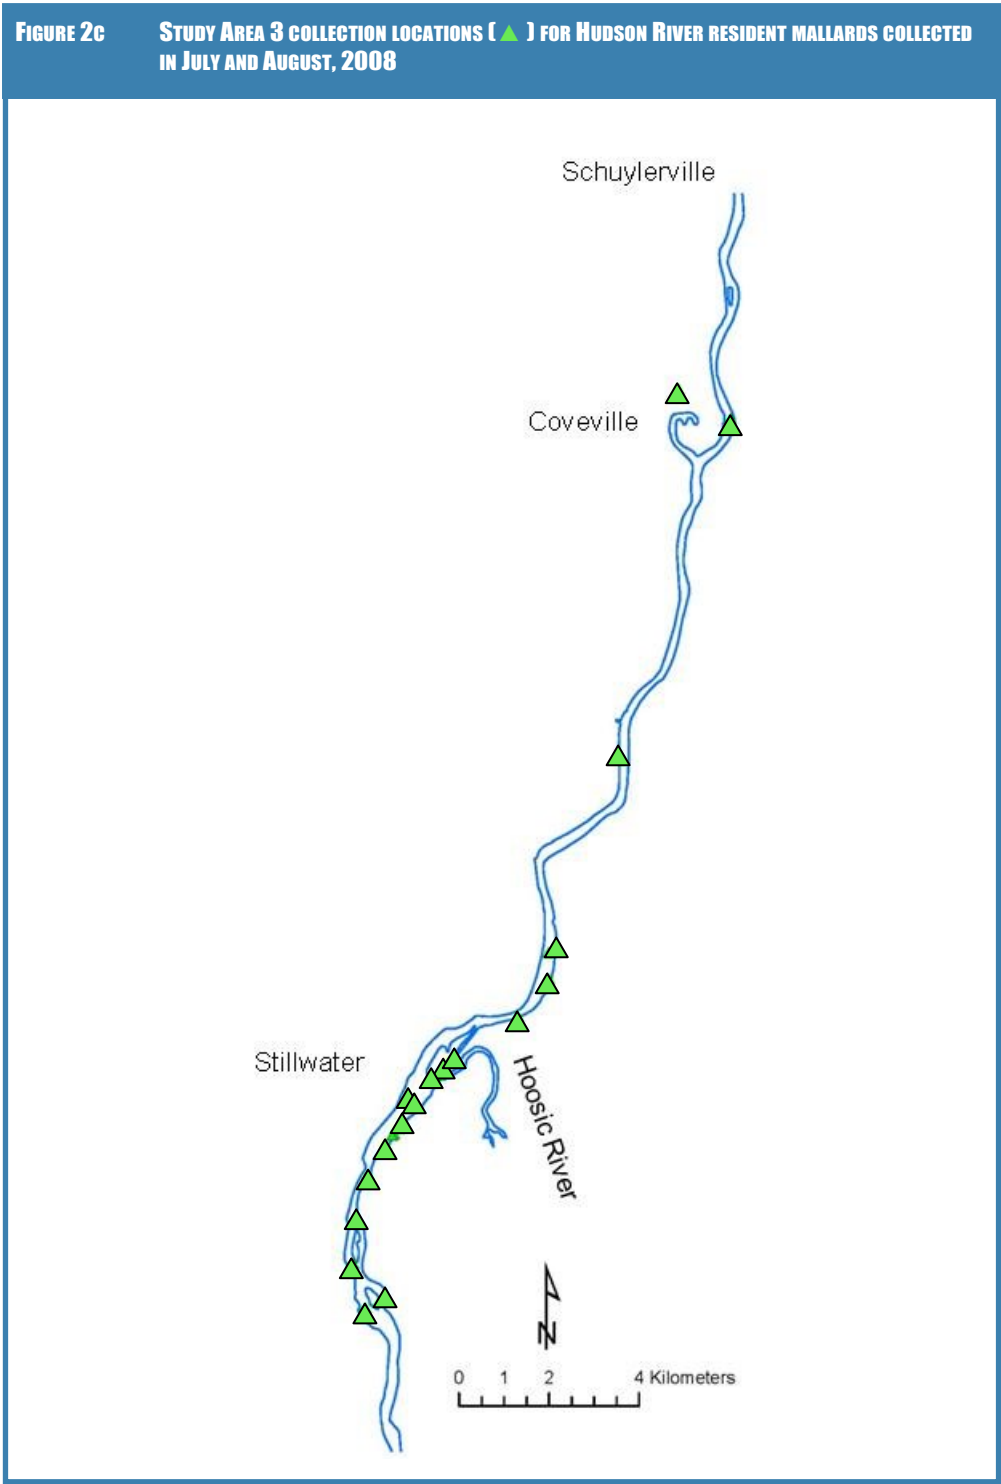 FIGURE 2C STUDY AREA 3 COLLECTION LOCATIONS ( ) FOR HUDSON RIVER RESIDENT MALLARDS COLLECTED
IN JULY AND AUGUST, 2008
Schuylerville
Coveville
Stillwater
Hoosic River
N
0 1 2 4 Kilometers